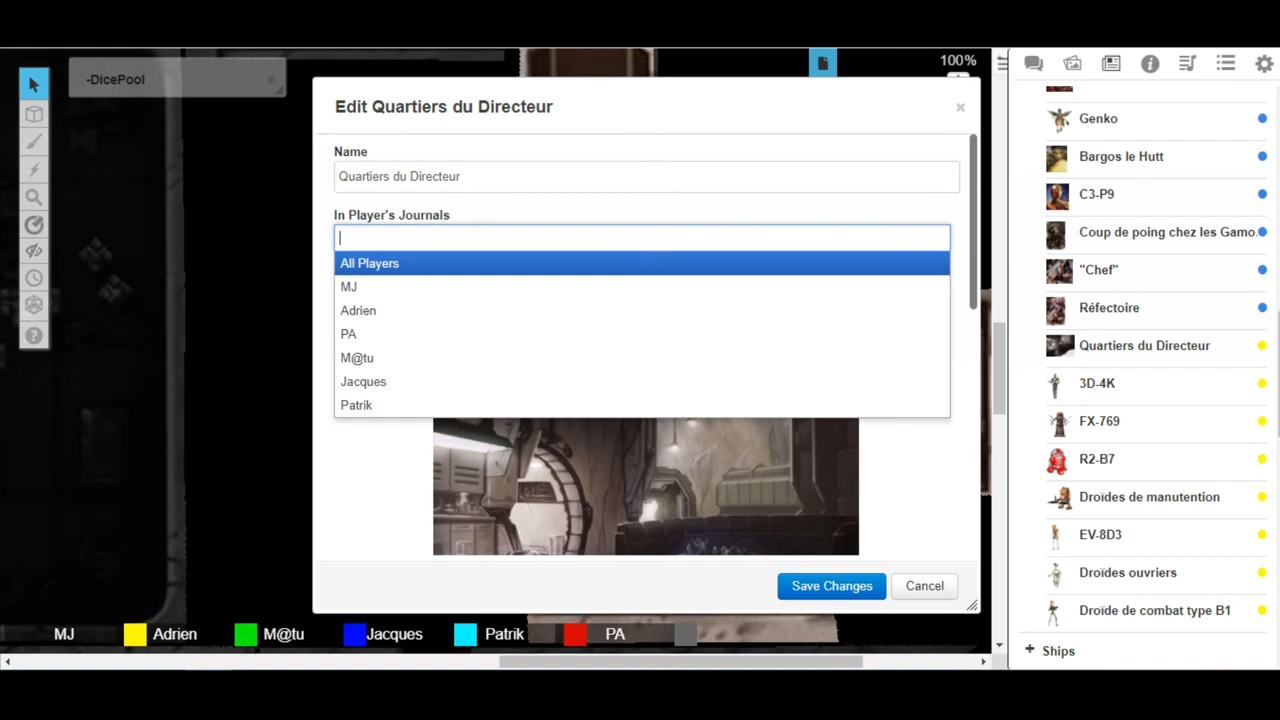 -DicePool
×
100%
Edit Quartiers du Directeur
×
Name
Quartiers du Directeur
In Player's Journals
All Players
MJ
Adrien
PA
M@tu
Jacques
Patrik
Save Changes
Cancel
MJ
Adrien
M@tu
Jacques
Patrik
PA
Genko
Bargos le Hutt
C3-P9
Coup de poing chez les Gamo.
"Chef"
Réfectoire
Quartiers du Directeur
3D-4K
FX-769
R2-B7
Droïdes de manutention
EV-8D3
Droïdes ouvriers
Droïde de combat type B1
+ Ships